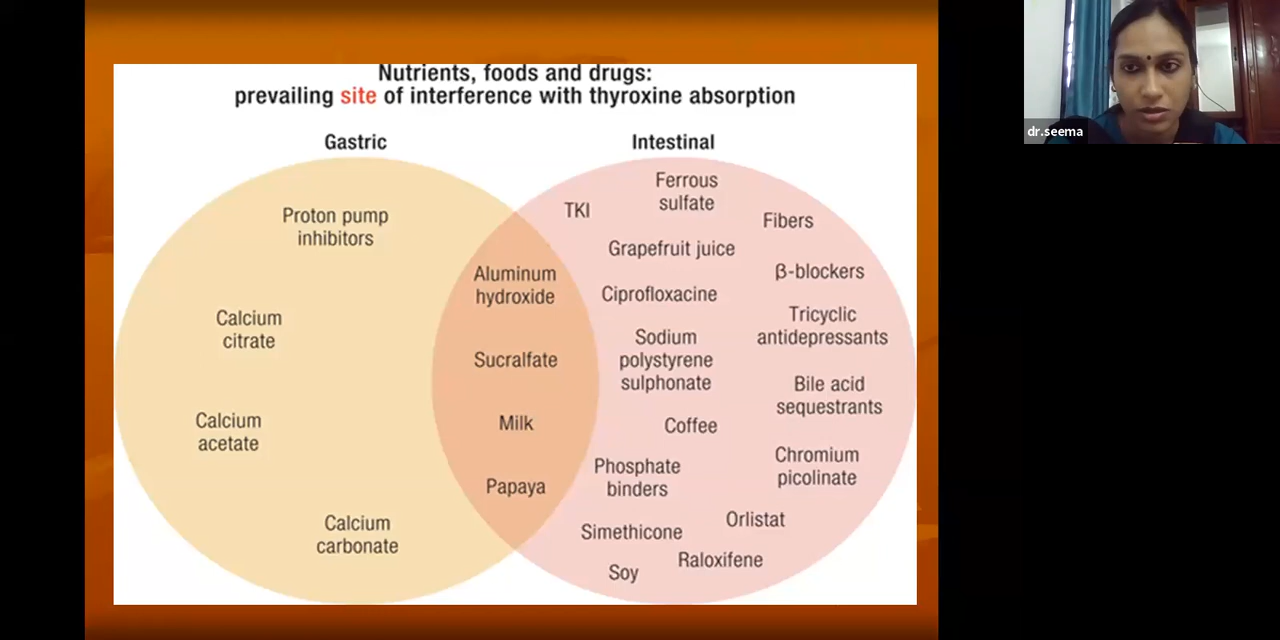 Nutrients, foods and drugs:
prevailing site of interference with thyroxine absorption
Gastric
Intestinal
Proton pump
inhibitors
Calcium
citrate
Calcium
acetate
Calcium
carbonate
Aluminum
hydroxide
Sucralfate
Milk
Papaya
TKI
Ferrous
sulfate
Fibers
Grapefruit juice
β-blockers
Ciprofloxacine
Tricyclic
antidepressants
Sodium
polystyrene
sulphonate
Bile acid
sequestrants
Coffee
Chromium
picolinate
Phosphate
binders
Orlistat
Simethicone
Raloxifene
Soy
dr.seema